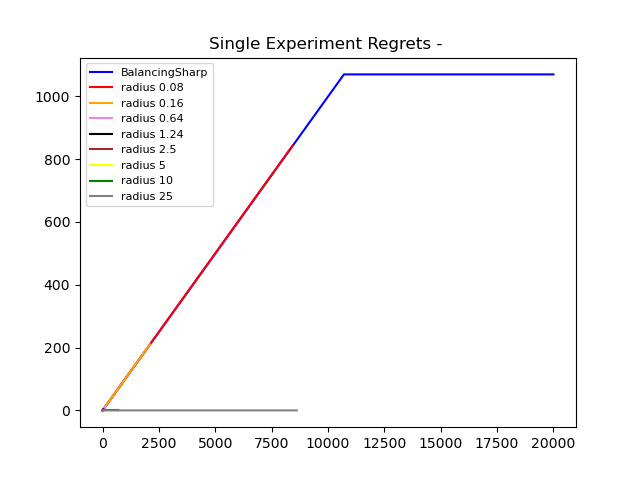 Single Experiment Regrets -
BalancingSharp
radius 0.08
radius 0.16
radius 0.64
radius 1.24
radius 2.5
radius 5
radius 10
radius 25
1000
800
600
400
200
0
0 2500 5000 7500 10000 12500 15000 17500 20000